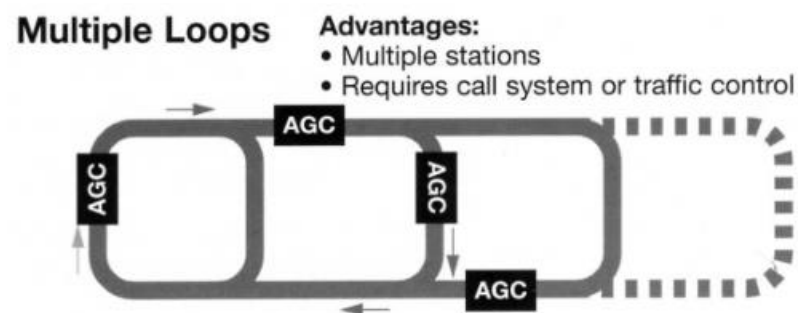 Multiple Loops
Advantages:
• Multiple stations
• Requires call system or traffic control
AGC
AGC
AGC
AGC